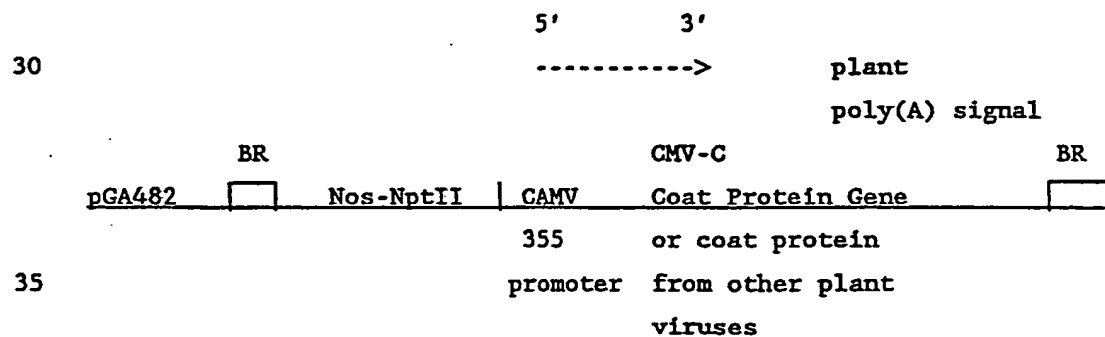 5' 3'
30 -----------> plant
poly(A) signal
BR CMV-C BR
pGA482 Nos-NptII CAMV Coat Protein Gene
355 or coat protein
35 promoter from other plant
viruses